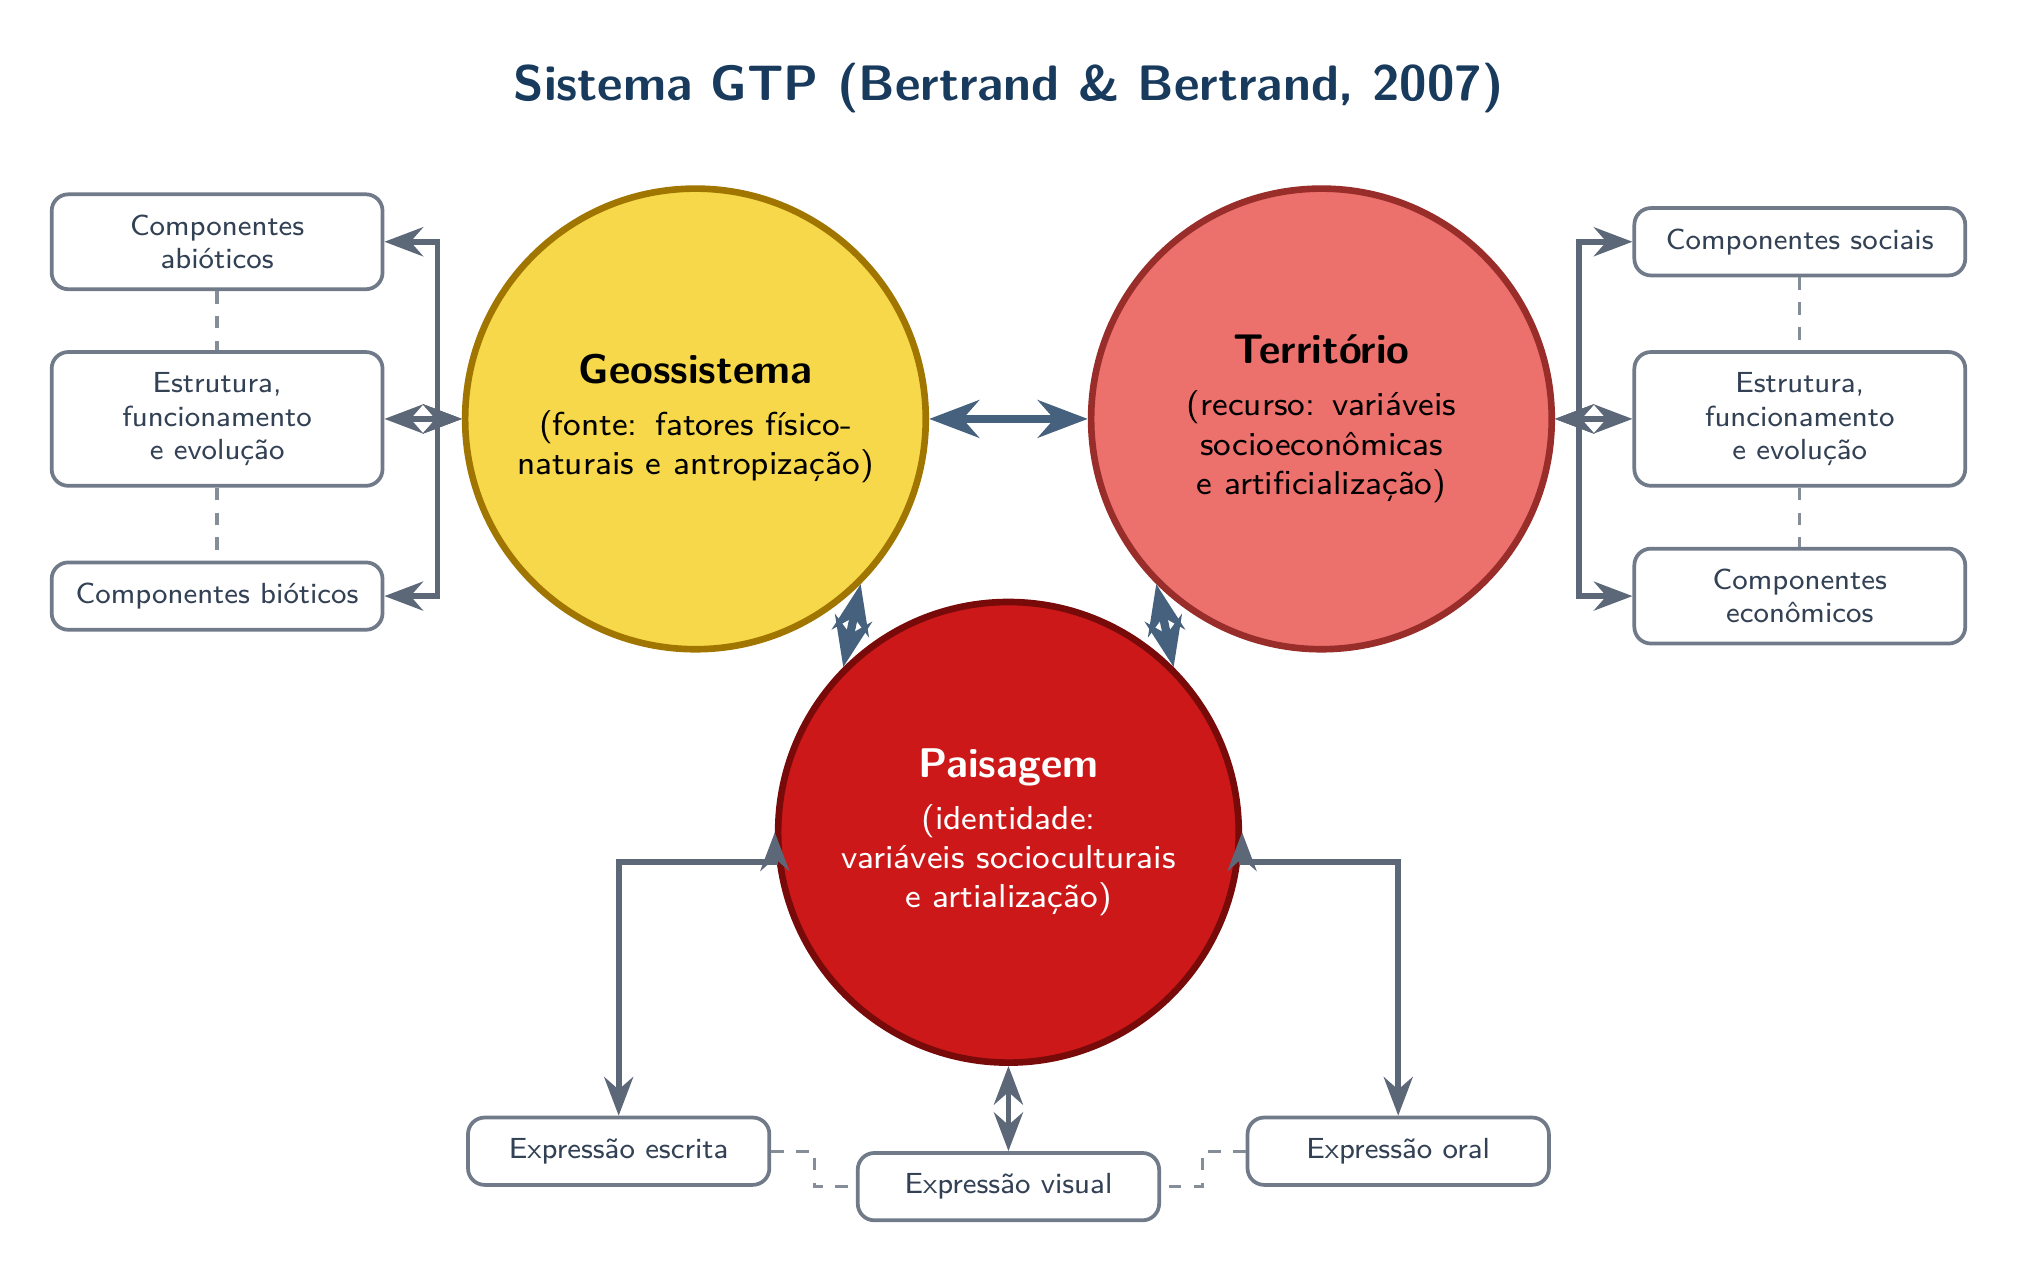 Sistema GTP (Bertrand & Bertrand, 2007)
Componentes
abióticos
Estrutura,
funcionamento
e evolução
Componentes bióticos
Geossistema
(fonte: fatores físico-
naturais e antropização)
Território
(recurso: variáveis
socioeconômicas
e artificialização)
Componentes sociais
Estrutura,
funcionamento
e evolução
Componentes
econômicos
Paisagem
(identidade:
variáveis socioculturais
e artialização)
Expressão escrita
Expressão visual
Expressão oral